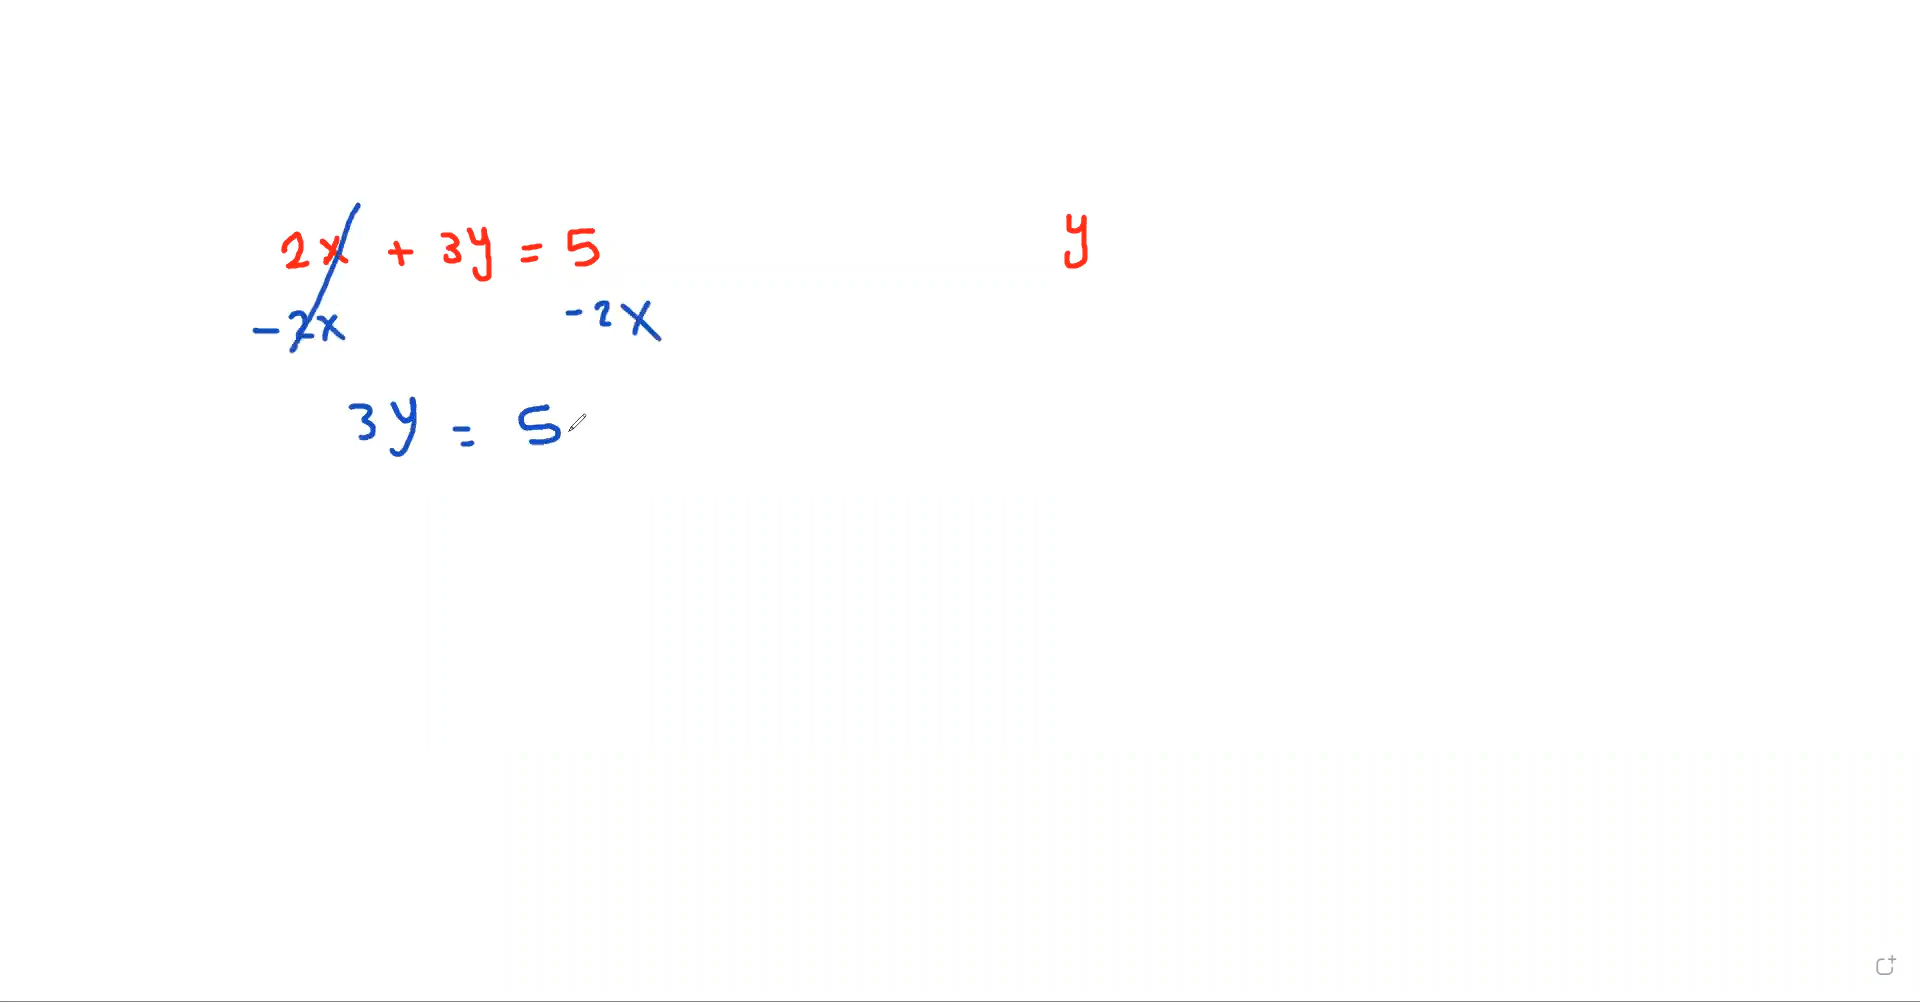 2x + 3y = 5
y
-2x -2x
3y = 5